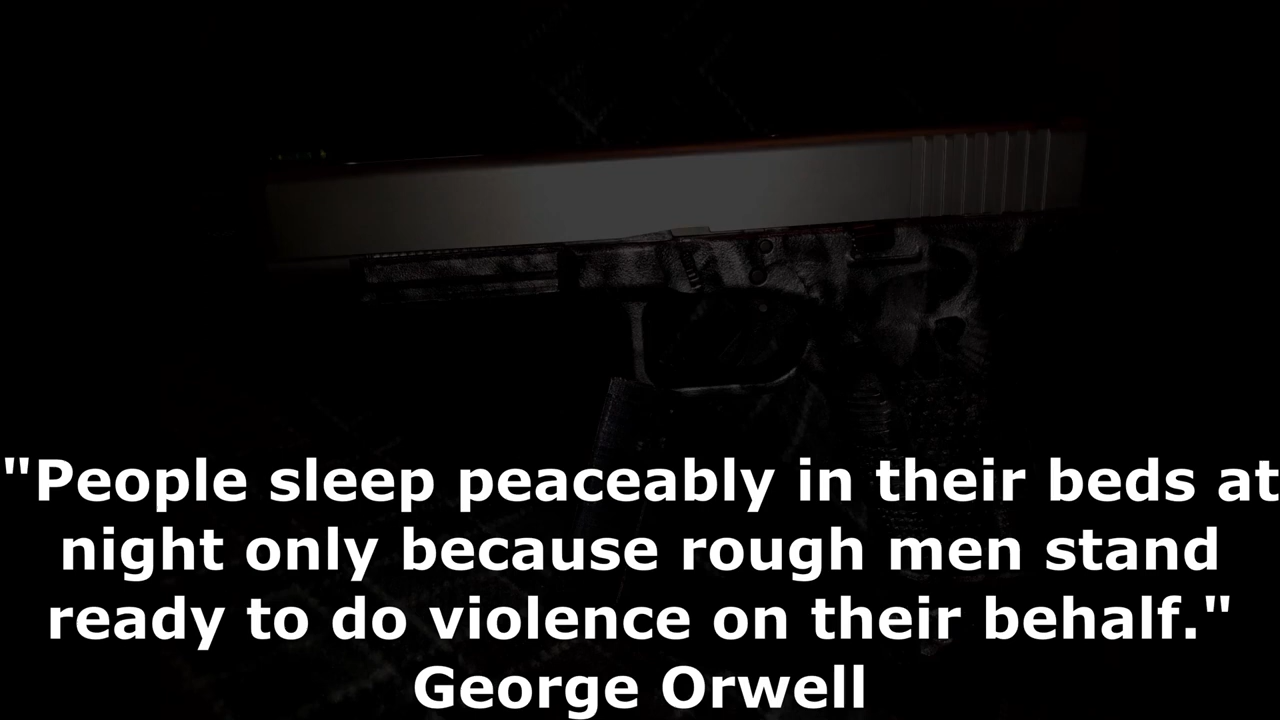 "People sleep peaceably in their beds at
night only because rough men stand
ready to do violence on their behalf."
George Orwell